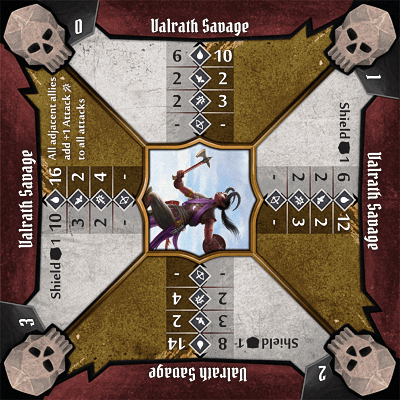 0
Valrath Savage
6 10
2 2
2 3
- -
1
Valrath Savage
Shield 1 6 12
2 2
2 3
- -
2
Valrath Savage
Shield 1 8 14
3 2
2 4
- -
3
Valrath Savage
Shield 1 10 16 All adjacent allies
add +1 Attack
to all attacks
3 2
2 4
- -